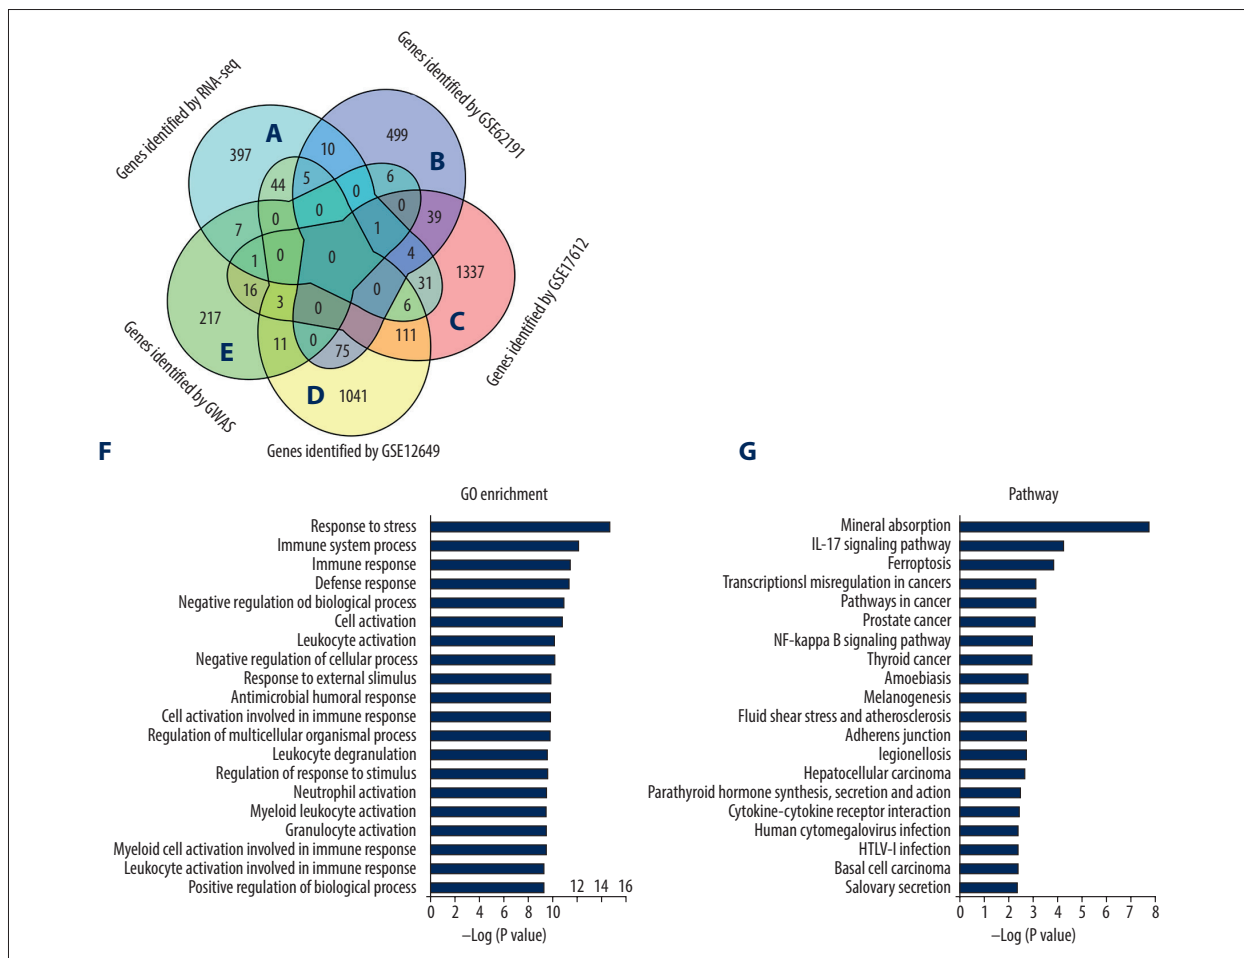 Genes identified by RNA-seq
Genes identified by GSE62191
Genes identified by GSE17612
Genes identified by GWAS
Genes identified by GSE12649
A
B
C
D
E
397
10
499
44
5
0
6
0
39
7
0
0
1
4
1337
1
0
0
31
16
3
0
0
6
217
11
0
75
111
1041
F
GO enrichment
Response to stress
Immune system process
Immune response
Defense response
Negative regulation od biological process
Cell activation
Leukocyte activation
Negative regulation of cellular process
Response to external stimulus
Antimicrobial humoral response
Cell activation involved in immune response
Regulation of multicellular organismal process
Leukocyte degranulation
Regulation of response to stimulus
Neutrophil activation
Myeloid leukocyte activation
Granulocyte activation
Myeloid cell activation involved in immune response
Leukocyte activation involved in immune response
Positive regulation of biological process
12 14 16
0 2 4 6 8 10
–Log (P value)
G
Pathway
Mineral absorption
IL-17 signaling pathway
Ferroptosis
Transcriptionsl misregulation in cancers
Pathways in cancer
Prostate cancer
NF-kappa B signaling pathway
Thyroid cancer
Amoebiasis
Melanogenesis
Fluid shear stress and atherosclerosis
Adherens junction
legionellosis
Hepatocellular carcinoma
Parathyroid hormone synthesis, secretion and action
Cytokine-cytokine receptor interaction
Human cytomegalovirus infection
HTLV-I infection
Basal cell carcinoma
Salovary secretion
0 1 2 3 4 5 6 7 8
–Log (P value)